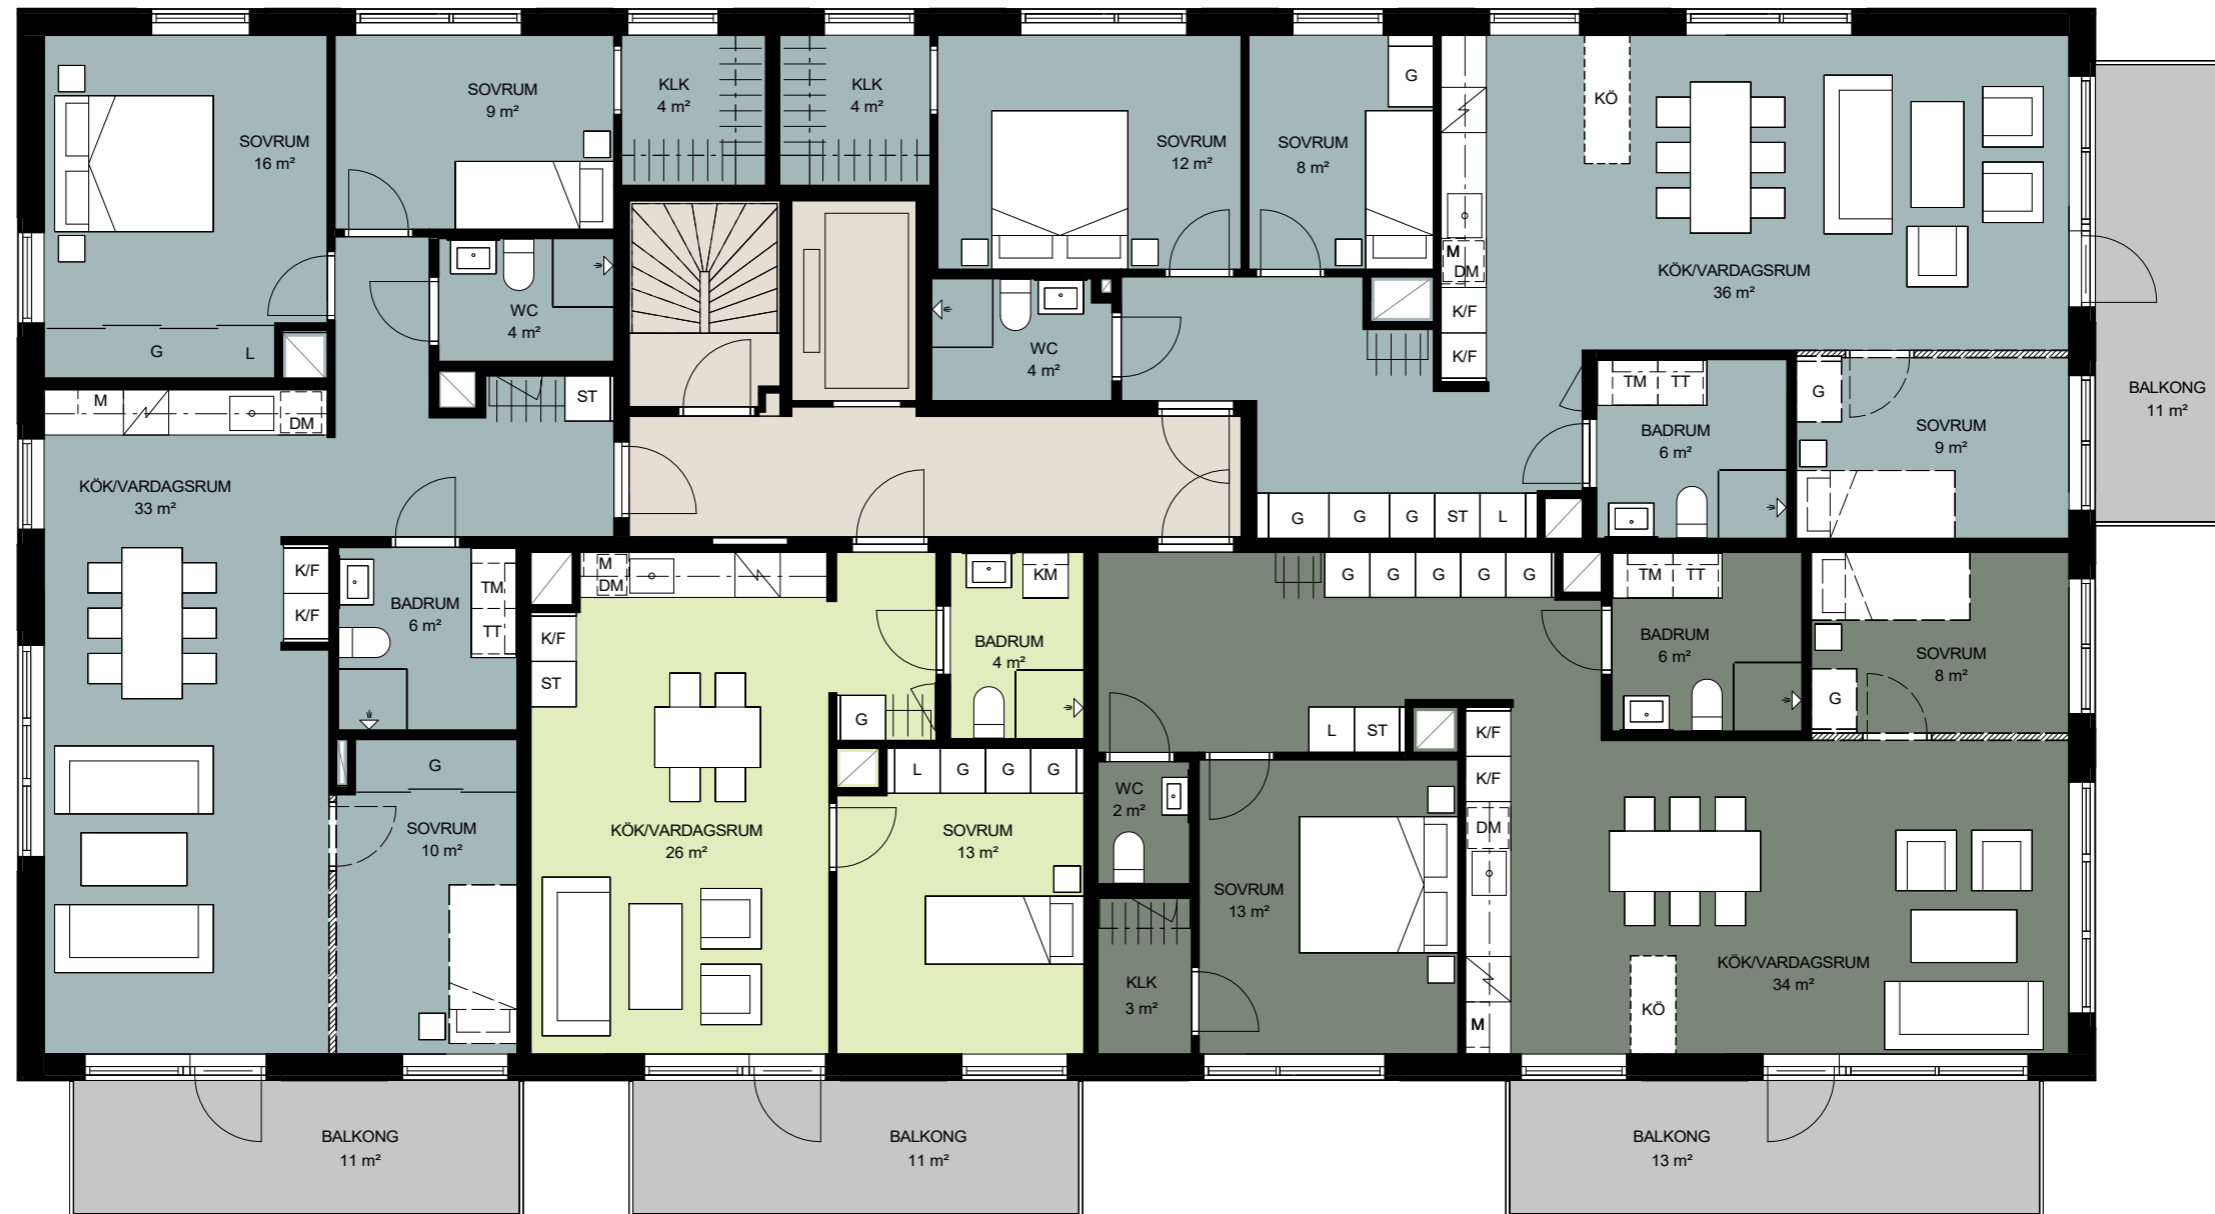 SOVRUM
16 m²
G
L
SOVRUM
9 m²
KLK
4 m²
KLK
4 m²
SOVRUM
12 m²
SOVRUM
8 m²
G
KÖ
M
DM
K/F
K/F
KÖK/VARDAGSRUM
36 m²
WC
4 m²
ST
WC
4 m²
M
DM
KÖK/VARDAGSRUM
33 m²
K/F
K/F
BADRUM
6 m²
TM
TT
G
SOVRUM
10 m²
G
G
G
ST
L
TM
TT
BADRUM
6 m²
G
SOVRUM
9 m²
BALKONG
11 m²
M
DM
K/F
ST
KÖK/VARDAGSRUM
26 m²
KM
BADRUM
4 m²
G
L
G
G
G
SOVRUM
13 m²
G
G
G
G
G
L
ST
WC
2 m²
KLK
3 m²
SOVRUM
13 m²
TM
TT
BADRUM
6 m²
SOVRUM
8 m²
G
K/F
K/F
DM
M
KÖ
KÖK/VARDAGSRUM
34 m²
BALKONG
11 m²
BALKONG
11 m²
BALKONG
13 m²